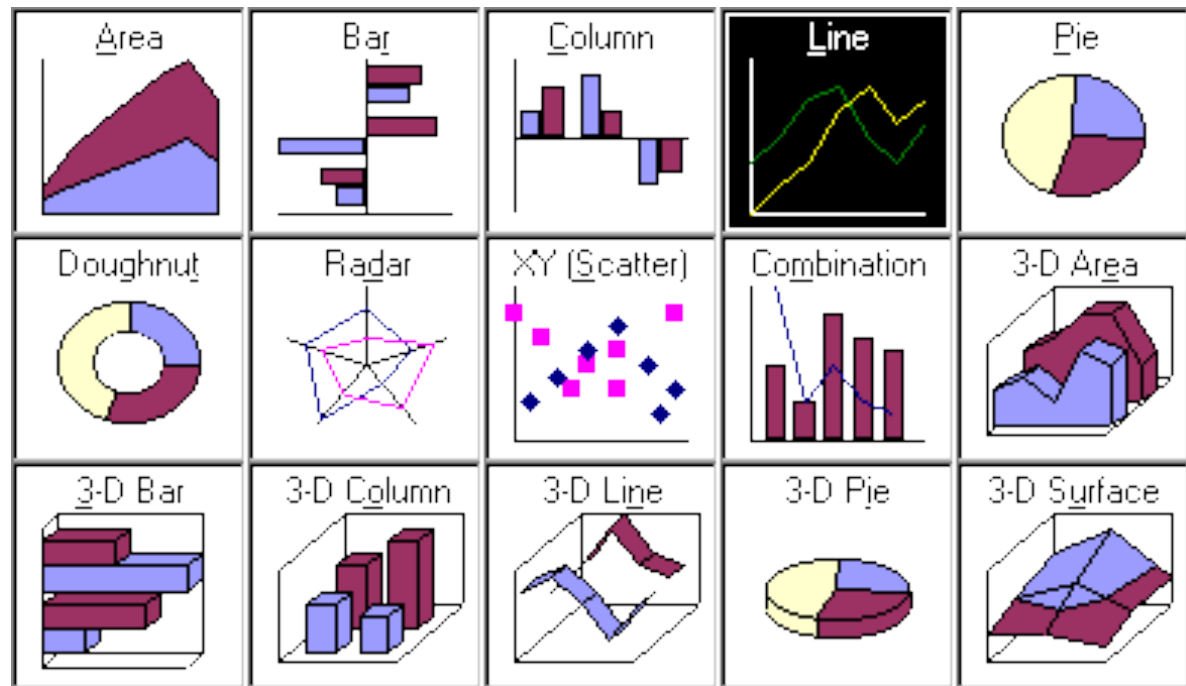 Area
Bar
Column
Line
Pie
Doughnut
Radar
XY (Scatter)
Combination
3-D Area
3-D Bar
3-D Column
3-D Line
3-D Pie
3-D Surface